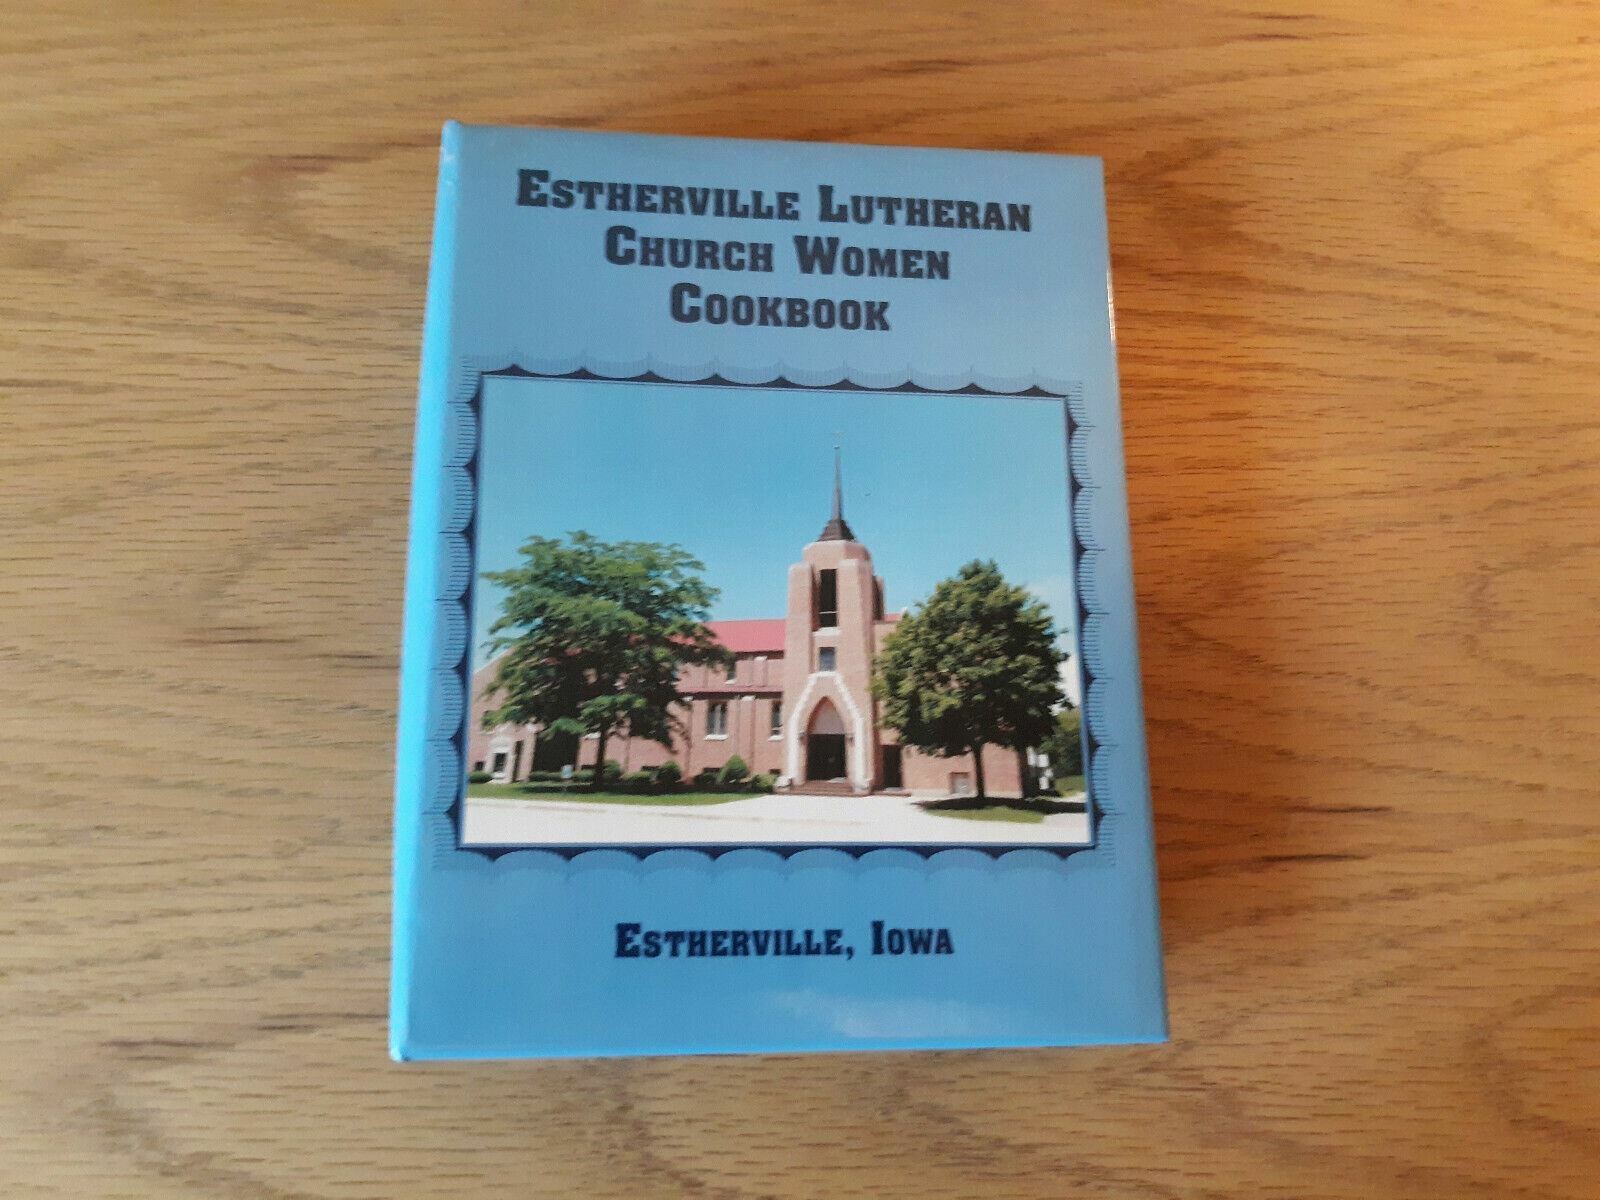 ESTHERVILLE LUTHERAN
CHURCH WOMEN
COOKBOOK
ESTHERVILLE, IOWA